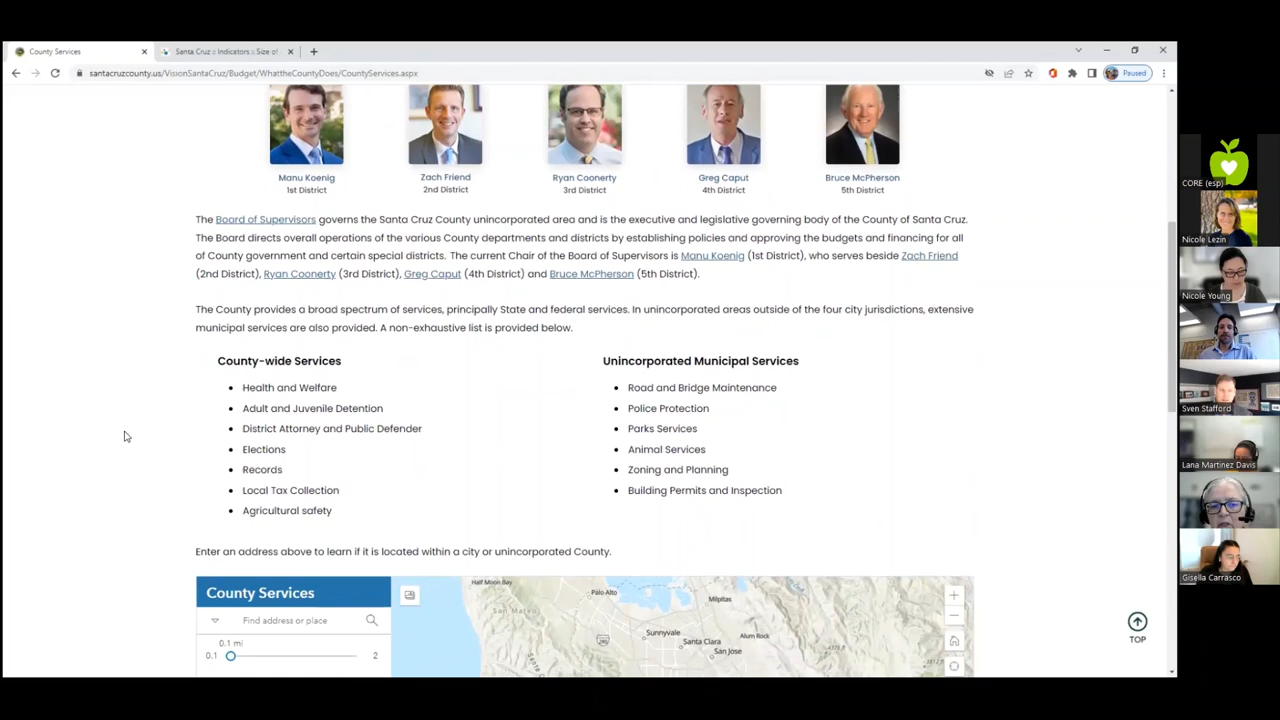 County Services
Santa Cruz :: Indicators :: Size of
santacruzcounty.us/VisionSantaCruz/Budget/WhattheCountyDoes/CountyServices.aspx
Paused
Manu Koenig
1st District
Zach Friend
2nd District
Ryan Coonerty
3rd District
Greg Caput
4th District
Bruce McPherson
5th District
The Board of Supervisors governs the Santa Cruz County unincorporated area and is the executive and legislative governing body of the County of Santa Cruz.
The Board directs overall operations of the various County departments and districts by establishing policies and approving the budgets and financing for all
of County government and certain special districts. The current Chair of the Board of Supervisors is Manu Koenig (1st District), who serves beside Zach Friend
(2nd District), Ryan Coonerty (3rd District), Greg Caput (4th District) and Bruce McPherson (5th District).
The County provides a broad spectrum of services, principally State and federal services. In unincorporated areas outside of the four city jurisdictions, extensive
municipal services are also provided. A non-exhaustive list is provided below.
County-wide Services
Health and Welfare
Adult and Juvenile Detention
District Attorney and Public Defender
Elections
Records
Local Tax Collection
Agricultural safety
Unincorporated Municipal Services
Road and Bridge Maintenance
Police Protection
Parks Services
Animal Services
Zoning and Planning
Building Permits and Inspection
Enter an address above to learn if it is located within a city or unincorporated County.
County Services
Find address or place
0.1 mi
0.1
2
Half Moon Bay
Palo Alto
Milpitas
San Mateo
Sunnyvale
Santa Clara
Alum Rock
San Jose
TOP
CORE (esp)
Nicole Lezin
Nicole Young
Sven Stafford
Lana Martinez Davis
Gisella Carrasco